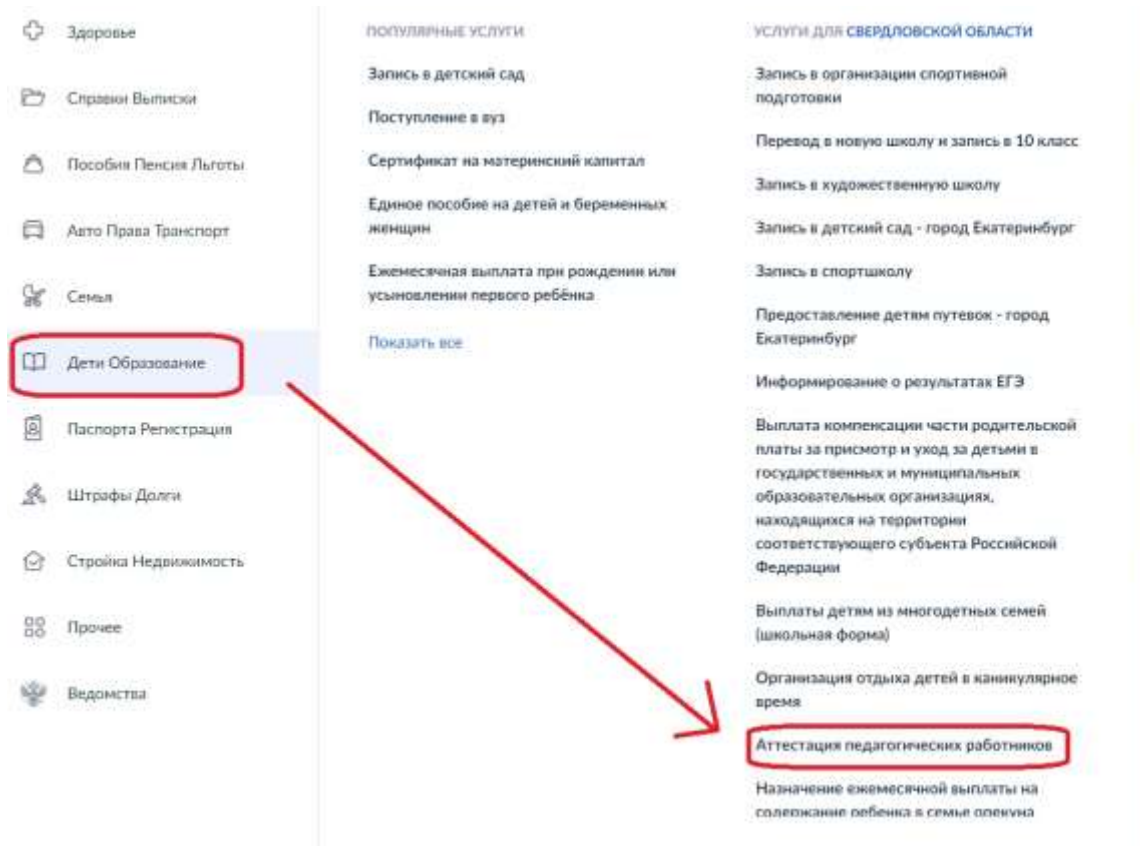 Здоровье
Справки Выписки
Пособия Пенсия Льготы
Авто Права Транспорт
Семья
Дети Образование
Паспорта Регистрация
Штрафы Долги
Стройка Недвижимость
Прочее
Ведомства
ПОПУЛЯРНЫЕ УСЛУГИ
Запись в детский сад
Поступление в вуз
Сертификат на материнский капитал
Единое пособие на детей и беременных
женщин
Ежемесячная выплата при рождении или
усыновлении первого ребёнка
Показать все
УСЛУГИ ДЛЯ СВЕРДЛОВСКОЙ ОБЛАСТИ
Запись в организации спортивной
подготовки
Перевод в новую школу и запись в 10 класс
Запись в художественную школу
Запись в детский сад - город Екатеринбург
Запись в спортшколу
Предоставление детям путевок - город
Екатеринбург
Информирование о результатах ЕГЭ
Выплата компенсации части родительской
платы за присмотр и уход за детьми в
государственных и муниципальных
образовательных организациях,
находящихся на территории
соответствующего субъекта Российской
Федерации
Выплаты детям из многодетных семей
(школьная форма)
Организация отдыха детей в каникулярное
время
Аттестация педагогических работников
Назначение ежемесячной выплаты на
содержание ребенка в семье опекуна